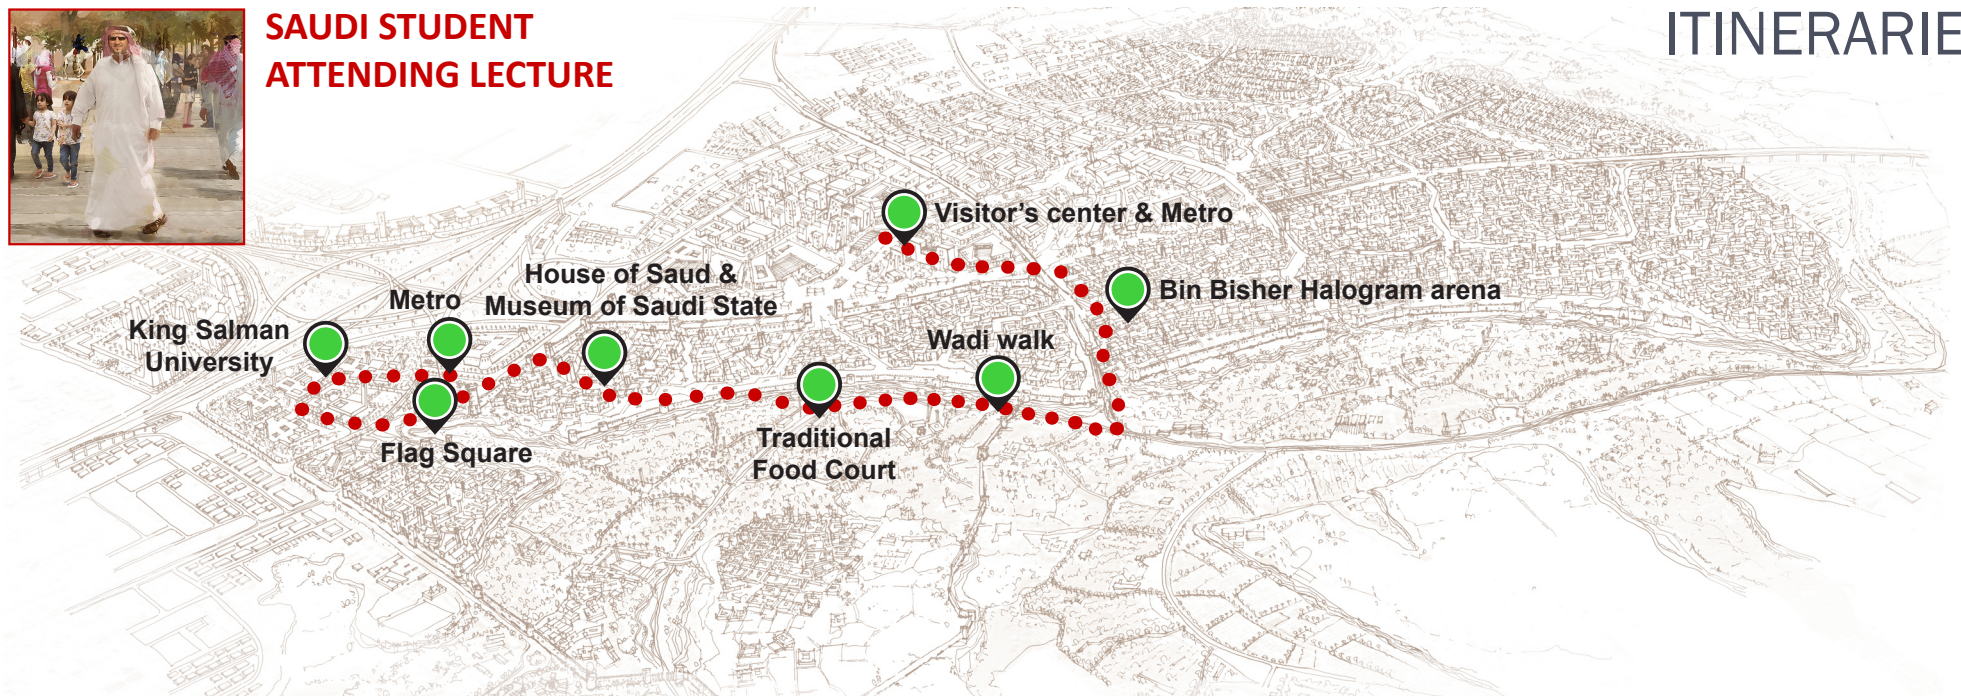 SAUDI STUDENT
ATTENDING LECTURE
ITINERARIE
Visitor's center & Metro
House of Saud &
Museum of Saudi State
Bin Bisher Halogram arena
Metro
King Salman
University
Wadi walk
Flag Square
Traditional
Food Court